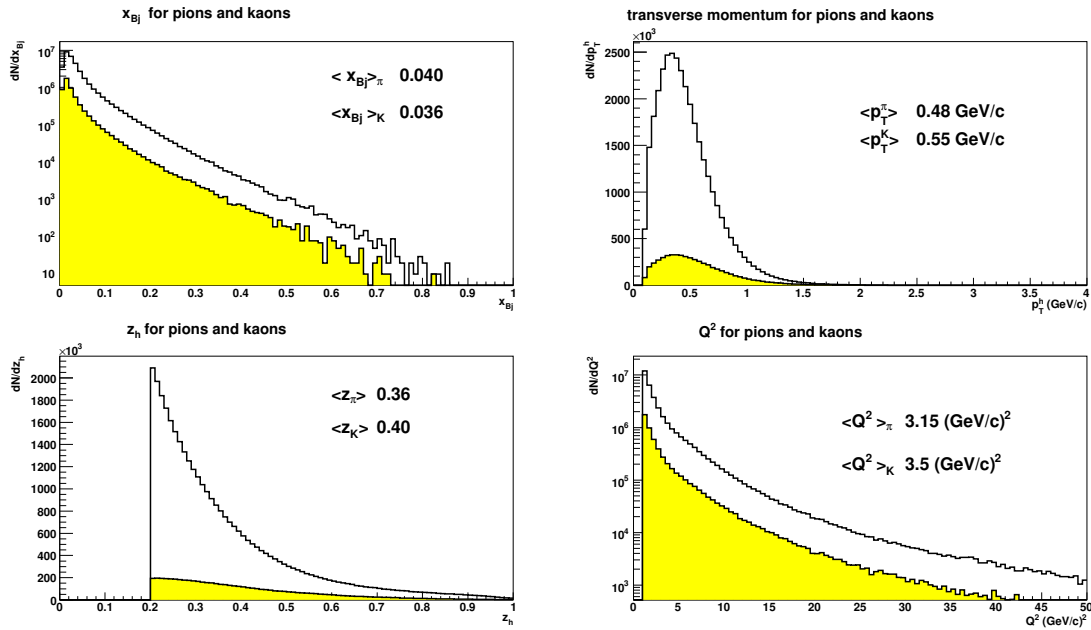 x_Bj for pions and kaons
dN/dx_Bj
10^7
10^6
10^5
10^4
10^3
10^2
10
< x_Bj>_π 0.040
<x_Bj >_K 0.036
0 0.1 0.2 0.3 0.4 0.5 0.6 0.7 0.8 0.9 1
x_Bj
transverse momentum for pions and kaons
×10^3
dN/dp_T^h
2500
2000
1500
1000
500
0
<p_T^π> 0.48 GeV/c
<p_T^K> 0.55 GeV/c
0 0.5 1 1.5 2 2.5 3 3.5 4
p_T^h (GeV/c)
z_h for pions and kaons
×10^3
dN/dz_h
2000
1800
1600
1400
1200
1000
800
600
400
200
0
<z_π> 0.36
<z_K> 0.40
0 0.1 0.2 0.3 0.4 0.5 0.6 0.7 0.8 0.9 1
z_h
Q^2 for pions and kaons
dN/dQ^2
10^7
10^6
10^5
10^4
10^3
<Q^2 >_π 3.15 (GeV/c)^2
<Q^2 >_K 3.5 (GeV/c)^2
5 10 15 20 25 30 35 40 45 50
Q^2 (GeV/c)^2